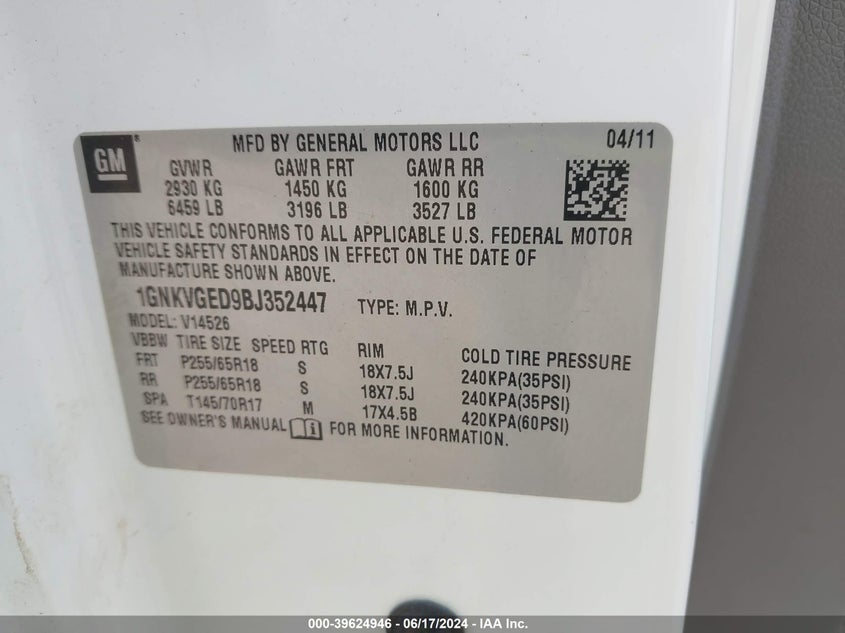 GM
MFD BY GENERAL MOTORS LLC 04/11
GVWR GAWR FRT GAWR RR
2930 KG 1450 KG 1600 KG
6459 LB 3196 LB 3527 LB
THIS VEHICLE CONFORMS TO ALL APPLICABLE U.S. FEDERAL MOTOR
VEHICLE SAFETY STANDARDS IN EFFECT ON THE DATE OF
MANUFACTURE SHOWN ABOVE.
1GNKVGED9BJ352447 TYPE: M.P.V.
MODEL: V14526
VBBW TIRE SIZE SPEED RTG RIM COLD TIRE PRESSURE
FRT P255/65R18 S 18X7.5J 240KPA(35PSI)
RR P255/65R18 S 18X7.5J 240KPA(35PSI)
SPA T145/70R17 M 17X4.5B 420KPA(60PSI)
SEE OWNER'S MANUAL i FOR MORE INFORMATION.
000-39624946 - 06/17/2024 - IAA Inc.